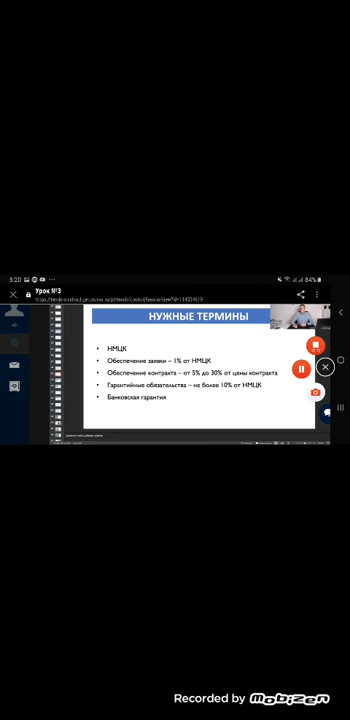 5:20
84%
Урок №3
НУЖНЫЕ ТЕРМИНЫ
• НМЦК
• Обеспечение заявки – 1% от НМЦК
• Обеспечение контракта – от 5% до 30% от цены контракта
• Гарантийные обязательства – не более 10% от НМЦК
• Банковская гарантия
Recorded by Mobizen